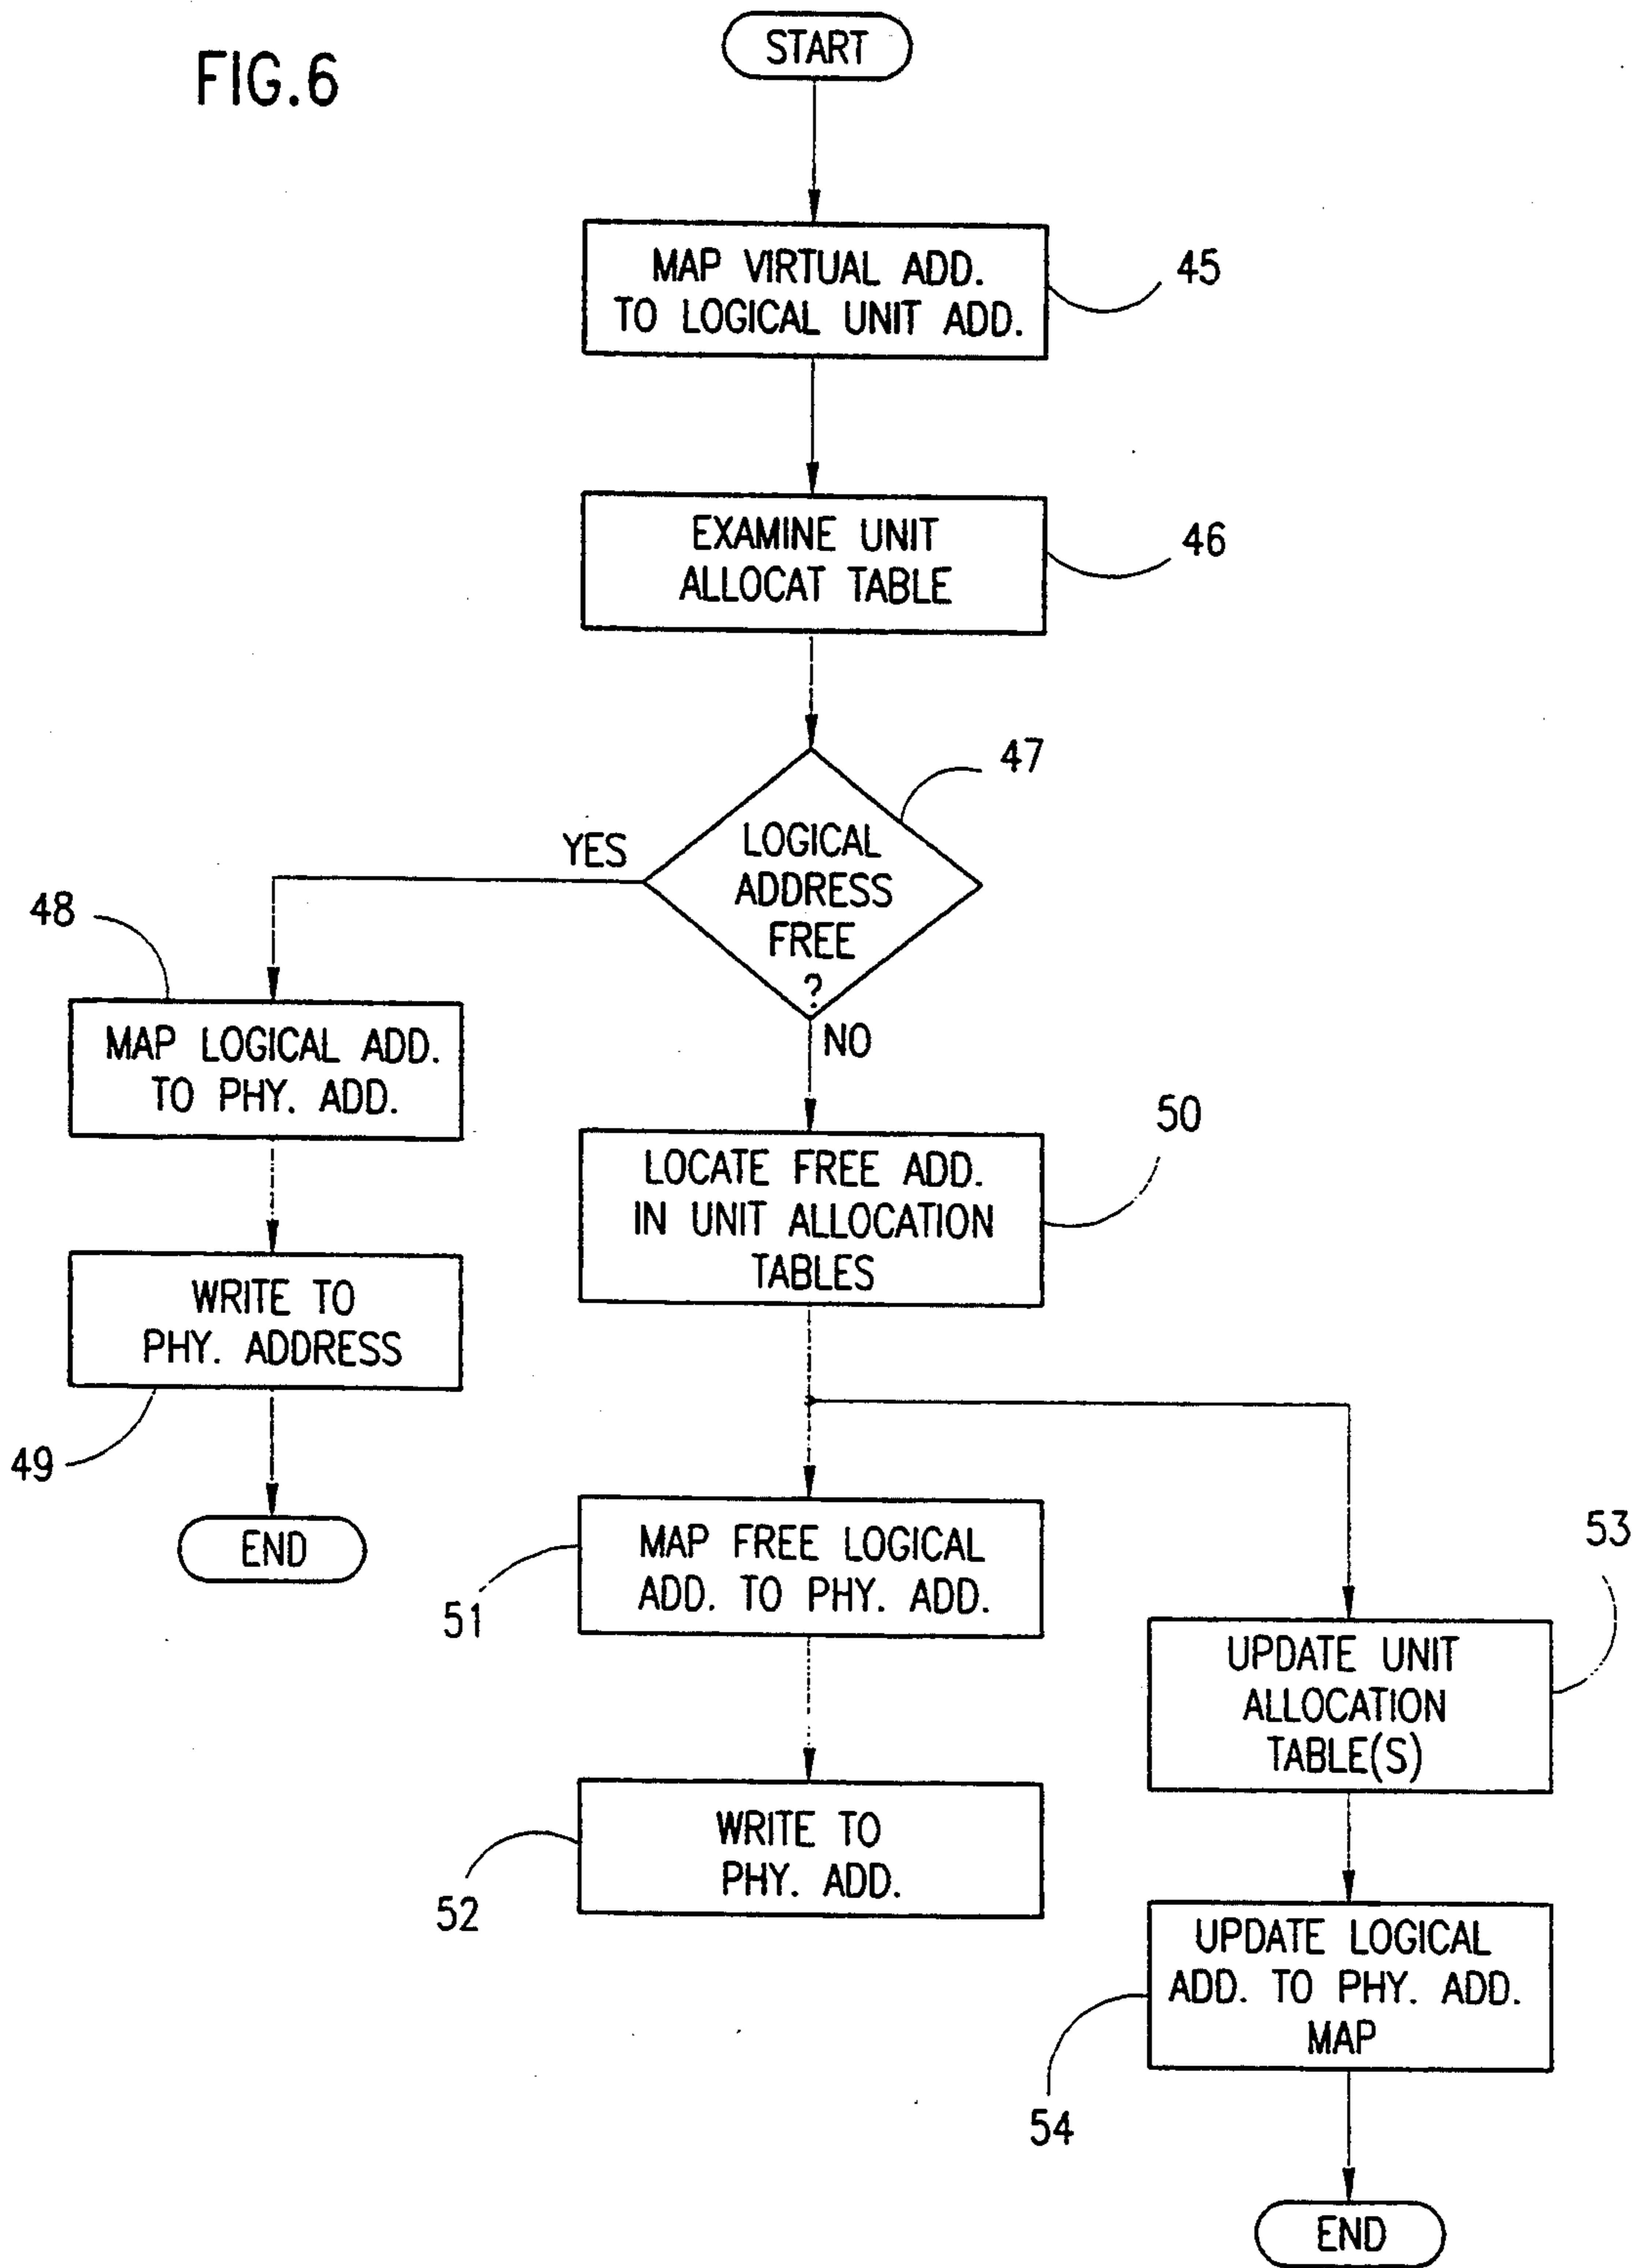 FIG.6
START
MAP VIRTUAL ADD.
TO LOGICAL UNIT ADD.
45
EXAMINE UNIT
ALLOCAT TABLE
46
LOGICAL
ADDRESS
FREE
?
47
YES
NO
48
MAP LOGICAL ADD.
TO PHY. ADD.
WRITE TO
PHY. ADDRESS
49
END
LOCATE FREE ADD.
IN UNIT ALLOCATION
TABLES
50
MAP FREE LOGICAL
ADD. TO PHY. ADD.
51
WRITE TO
PHY. ADD.
52
53
UPDATE UNIT
ALLOCATION
TABLE(S)
UPDATE LOGICAL
ADD. TO PHY. ADD.
MAP
54
END